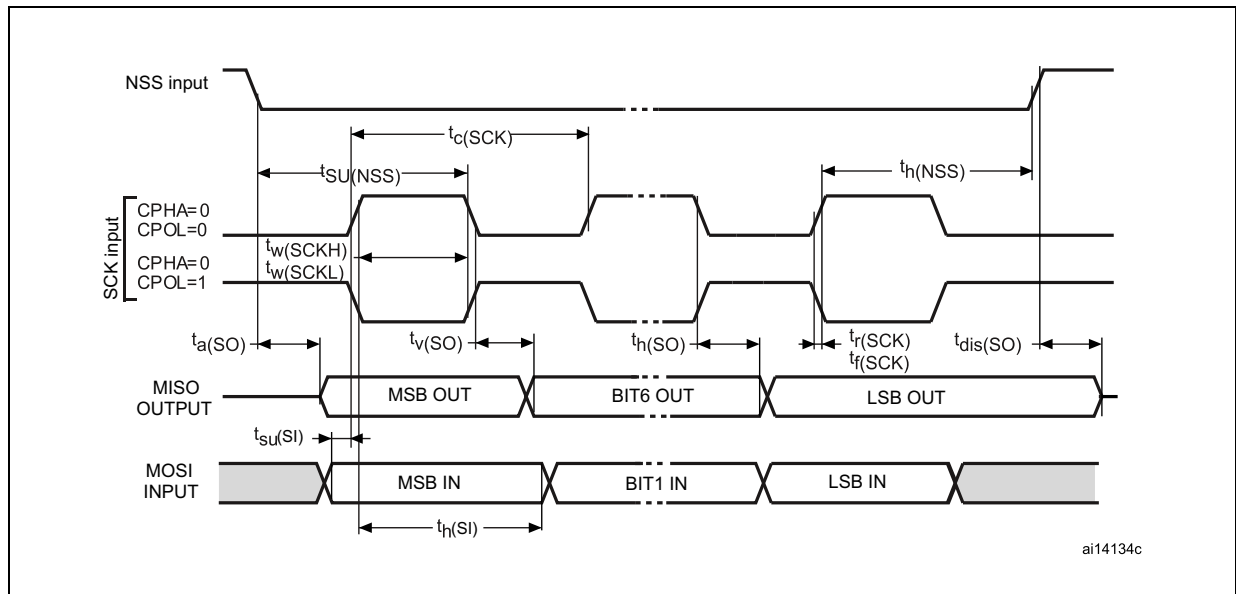 NSS input
tc(SCK)
tSU(NSS)
th(NSS)
SCK input
CPHA=0
CPOL=0
tw(SCKH)
tw(SCKL)
CPHA=0
CPOL=1
ta(SO)
tv(SO)
th(SO)
tr(SCK)
tf(SCK)
tdis(SO)
MISO
OUTPUT
MSB OUT
BIT6 OUT
LSB OUT
tsu(SI)
MOSI
INPUT
MSB IN
BIT1 IN
LSB IN
th(SI)
ai14134c